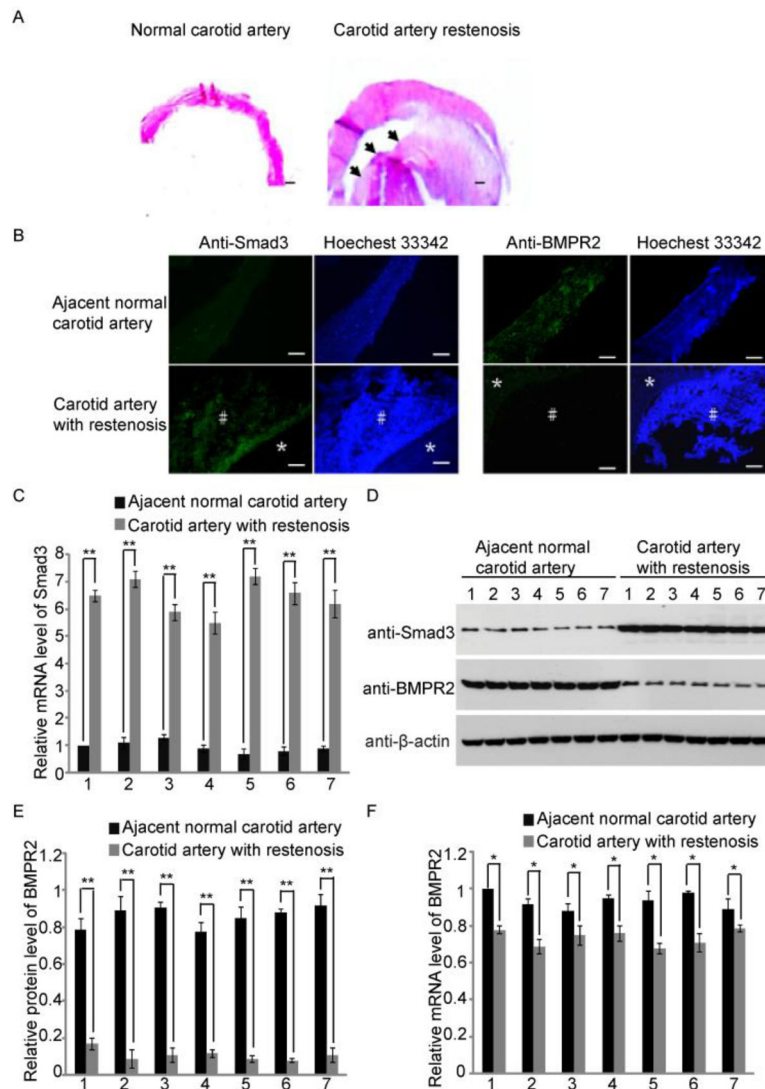 A
Normal carotid artery Carotid artery restenosis
B
Anti-Smad3 Hoechest 33342 Anti-BMPR2 Hoechest 33342
Ajacent normal
carotid artery
Carotid artery
with restenosis
# # # #
* * * *
C
Ajacent normal carotid artery
Carotid artery with restenosis
Relative mRNA level of Smad3
8
7
6
5
4
3
2
1
0
** ** ** ** ** ** **
1 2 3 4 5 6 7
D
Ajacent normal Carotid artery
carotid artery with restenosis
1 2 3 4 5 6 7 1 2 3 4 5 6 7
anti-Smad3
anti-BMPR2
anti-β-actin
E
Ajacent normal carotid artery
Carotid artery with restenosis
Relative protein level of BMPR2
1.2
1
0.8
0.6
0.4
0.2
0
** ** ** ** ** ** **
1 2 3 4 5 6 7
F
Ajacent normal carotid artery
Carotid artery with restenosis
Relative mRNA level of BMPR2
1.2
1
0.8
0.6
0.4
0.2
0
* * * * * * *
1 2 3 4 5 6 7